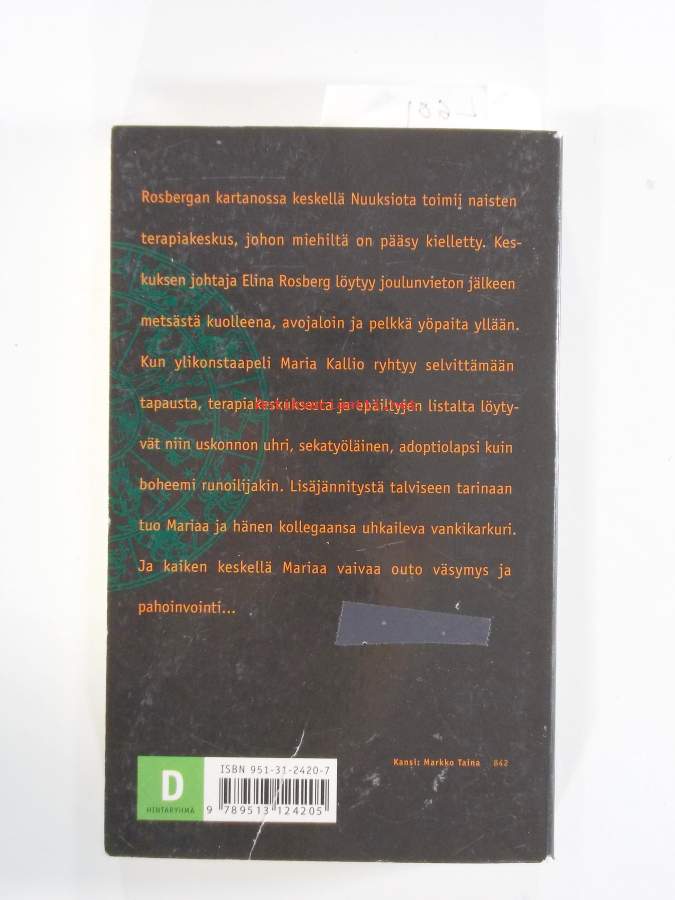 Rosbergan kartanossa keskellä Nuuksiota toimii naisten
terapiakeskus, johon miehiltä on pääsy kielletty. Kes-
kuksen johtaja Elina Rosberg löytyy joulunvieton jälkeen
metsästä kuolleena, avojaloin ja pelkkä yöpaita yllään.
Kun ylikonstaapeli Maria Kallio ryhtyy selvittämään
tapausta, terapiakeskuksesta ja epäiltyjen listalta löyty-
vät niin uskonnon uhri, sekatyöläinen, adoptiolapsi kuin
boheemi runoilijakin. Lisäjännitystä talviseen tarinaan
tuo Mariaa ja hänen kollegaansa uhkaileva vankikarkuri.
Ja kaiken keskellä Mariaa vaivaa outo väsymys ja
pahoinvointi...
Kansi: Markko Taina 842
D
HINTARYHMÄ
ISBN 951-31-2420-7
9 789513 124205